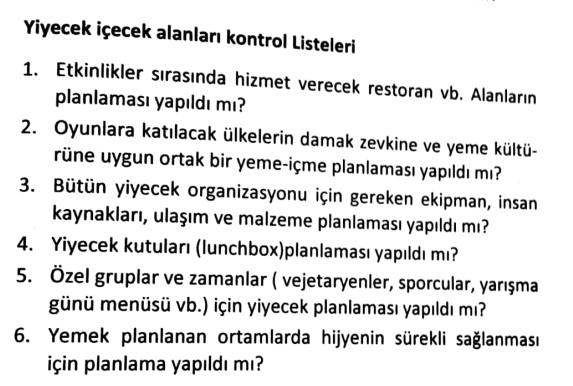 Yiyecek içecek alanları kontrol Listeleri
1. Etkinlikler sırasında hizmet verecek restoran vb. Alanların
planlaması yapıldı mı?
2. Oyunlara katılacak ülkelerin damak zevkine ve yeme kültü-
rüne uygun ortak bir yeme-içme planlaması yapıldı mı?
3. Bütün yiyecek organizasyonu için gereken ekipman, insan
kaynakları, ulaşım ve malzeme planlaması yapıldı mı?
4. Yiyecek kutuları (lunchbox)planlaması yapıldı mı?
5. Özel gruplar ve zamanlar ( vejetaryenler, sporcular, yarışma
günü menüsü vb.) için yiyecek planlaması yapıldı mı?
6. Yemek planlanan ortamlarda hijyenin sürekli sağlanması
için planlama yapıldı mı?